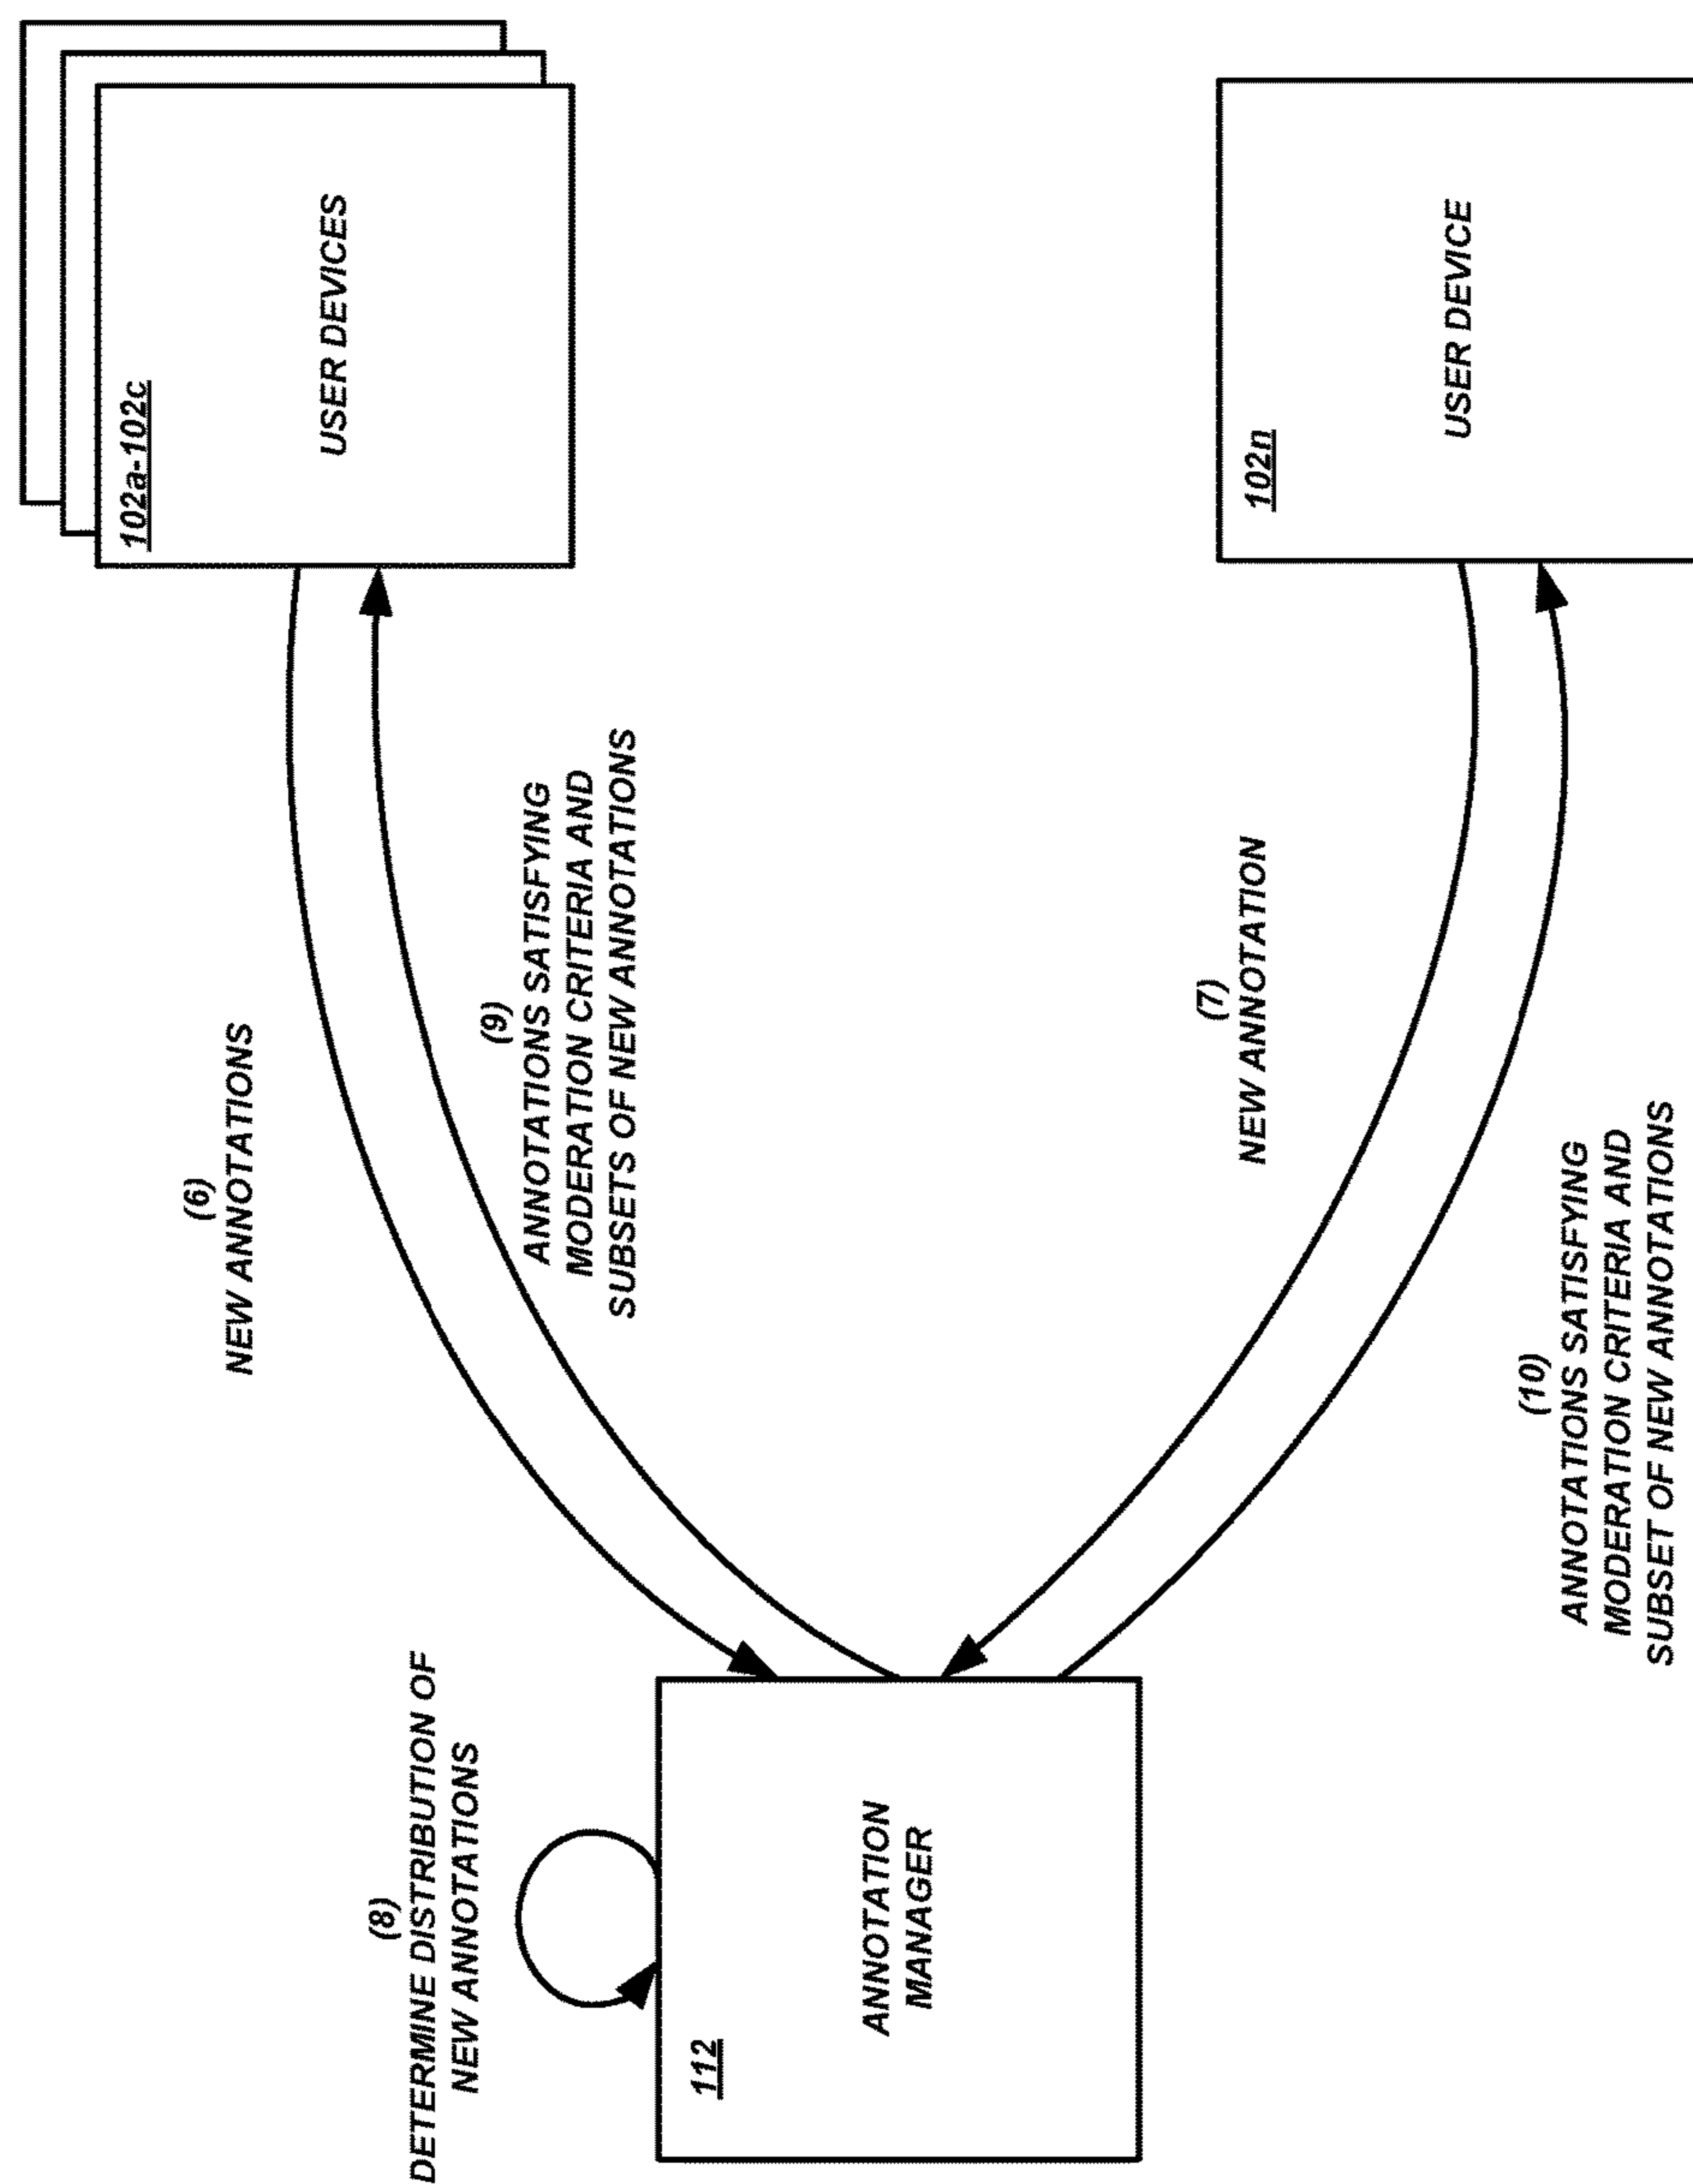 (8)
DETERMINE DISTRIBUTION OF
NEW ANNOTATIONS
112
ANNOTATION
MANAGER
(6)
NEW ANNOTATIONS
(9)
ANNOTATIONS SATISFYING
MODERATION CRITERIA AND
SUBSETS OF NEW ANNOTATIONS
102a-102c
USER DEVICES
(7)
NEW ANNOTATION
(10)
ANNOTATIONS SATISFYING
MODERATION CRITERIA AND
SUBSET OF NEW ANNOTATIONS
102n
USER DEVICE